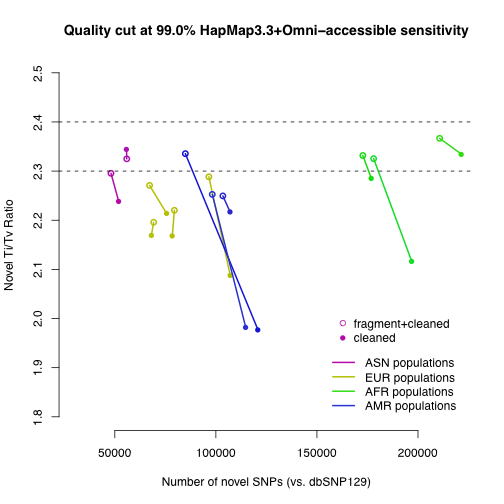 Quality cut at 99.0% HapMap3.3+Omni−accessible sensitivity
Novel Ti/Tv Ratio
2.5
2.4
2.3
2.2
2.1
2.0
1.9
1.8
fragment+cleaned
cleaned
ASN populations
EUR populations
AFR populations
AMR populations
50000 100000 150000 200000
Number of novel SNPs (vs. dbSNP129)